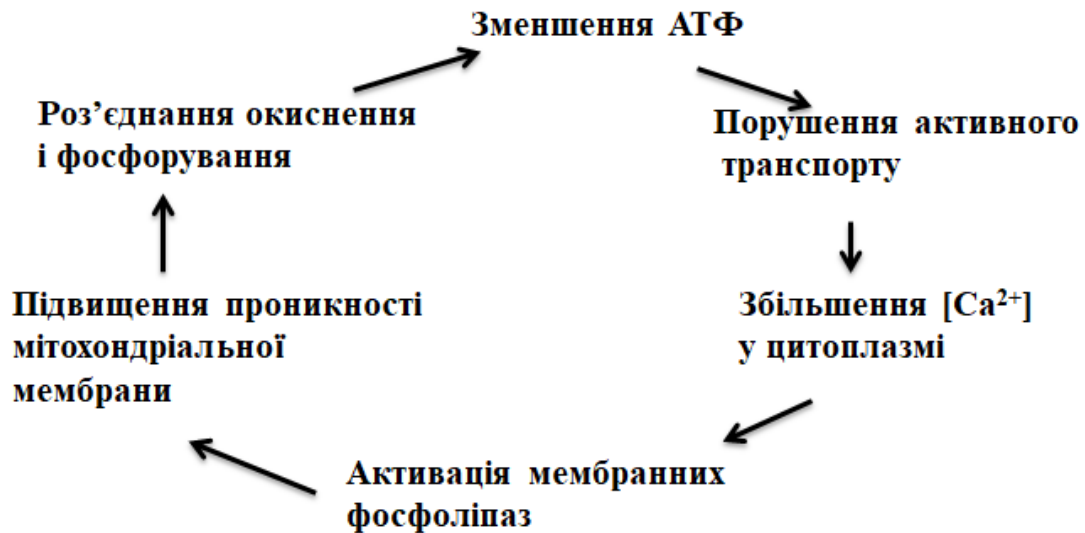 Зменшення АТФ
Порушення активного
транспорту
Збільшення [Ca²⁺]
у цитоплазмі
Активація мембранних
фосфоліпаз
Підвищення проникності
мітохондріальної
мембрани
Роз’єднання окиснення
і фосфорування